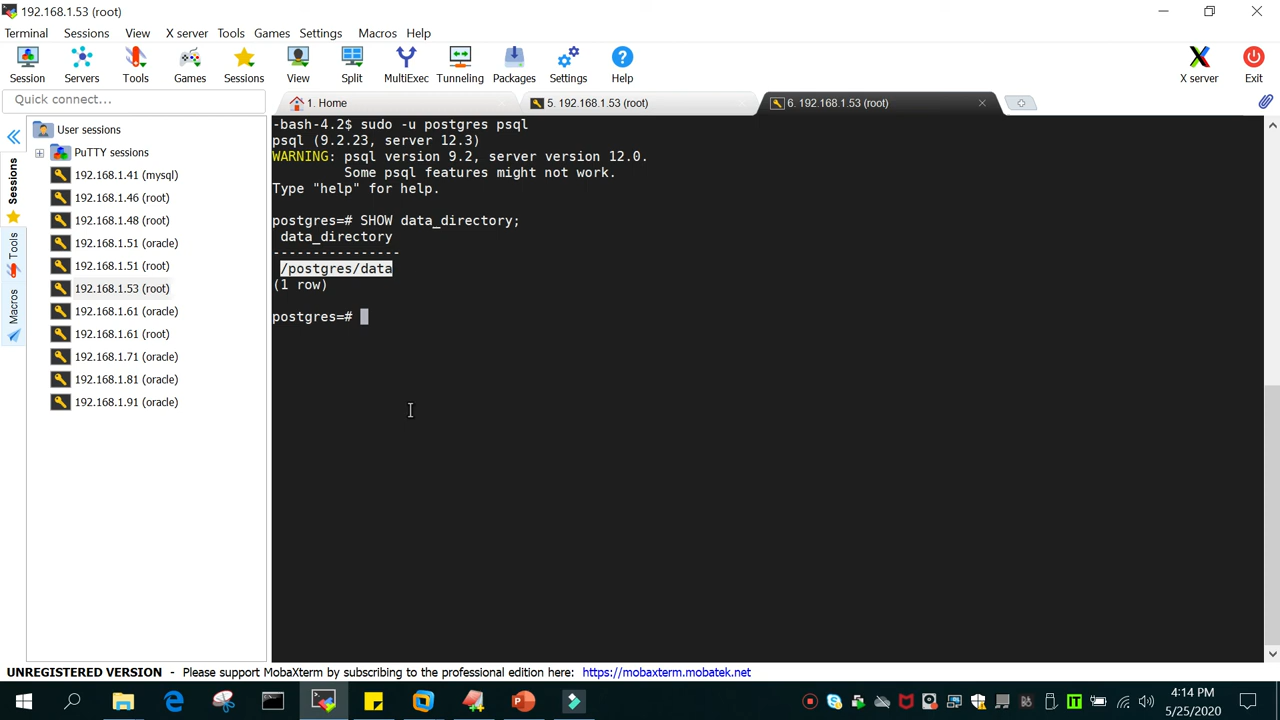 192.168.1.53 (root)
Terminal Sessions View X server Tools Games Settings Macros Help
Session Servers Tools Games Sessions View Split MultiExec Tunneling Packages Settings Help X server Exit
Quick connect...
1. Home
5. 192.168.1.53 (root)
6. 192.168.1.53 (root)
Sessions
Tools
Macros
User sessions
PuTTY sessions
192.168.1.41 (mysql)
192.168.1.46 (root)
192.168.1.48 (root)
192.168.1.51 (oracle)
192.168.1.51 (root)
192.168.1.53 (root)
192.168.1.61 (oracle)
192.168.1.61 (root)
192.168.1.71 (oracle)
192.168.1.81 (oracle)
192.168.1.91 (oracle)
-bash-4.2$ sudo -u postgres psql
psql (9.2.23, server 12.3)
WARNING: psql version 9.2, server version 12.0.
Some psql features might not work.
Type "help" for help.
postgres=# SHOW data_directory;
data_directory
----------------
/postgres/data
(1 row)
postgres=#
UNREGISTERED VERSION - Please support MobaXterm by subscribing to the professional edition here: https://mobaxterm.mobatek.net
4:14 PM
5/25/2020